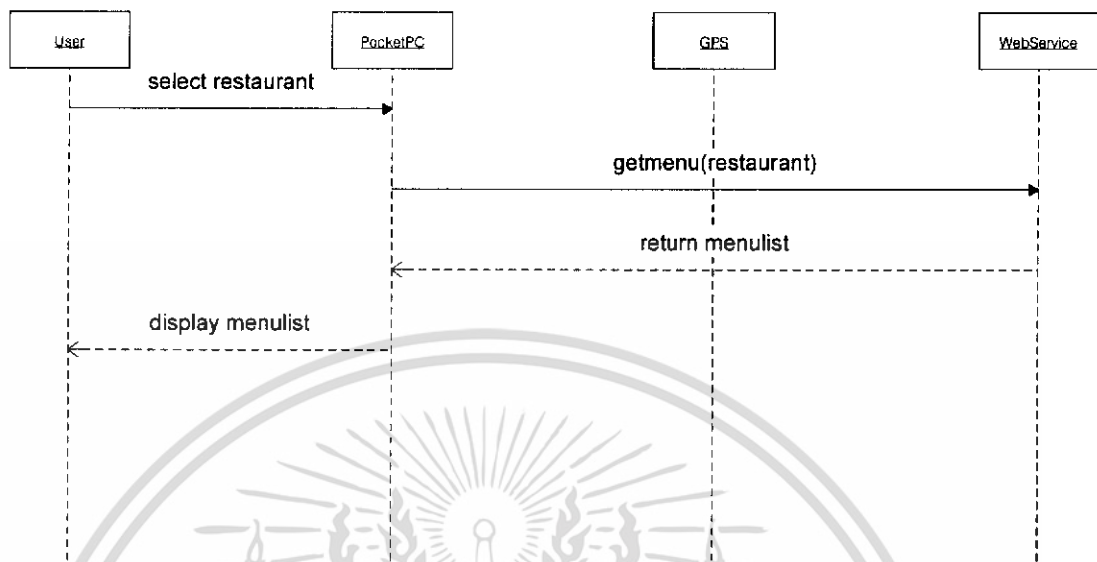 User
PocketPC
GPS
WebService
select restaurant
getmenu(restaurant)
return menulist
display menulist